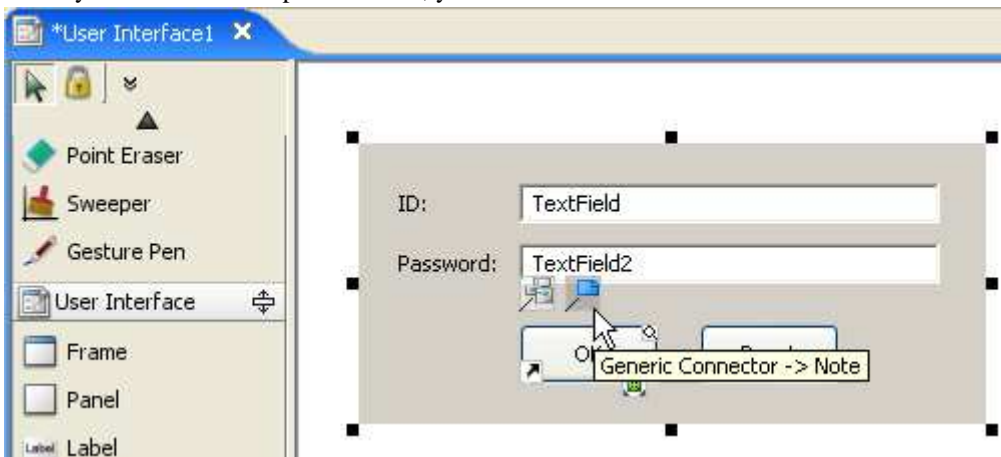 *User Interface1
Point Eraser
Sweeper
Gesture Pen
User Interface
Frame
Panel
Label Label
ID: TextField
Password: TextField2
Generic Connector -> Note